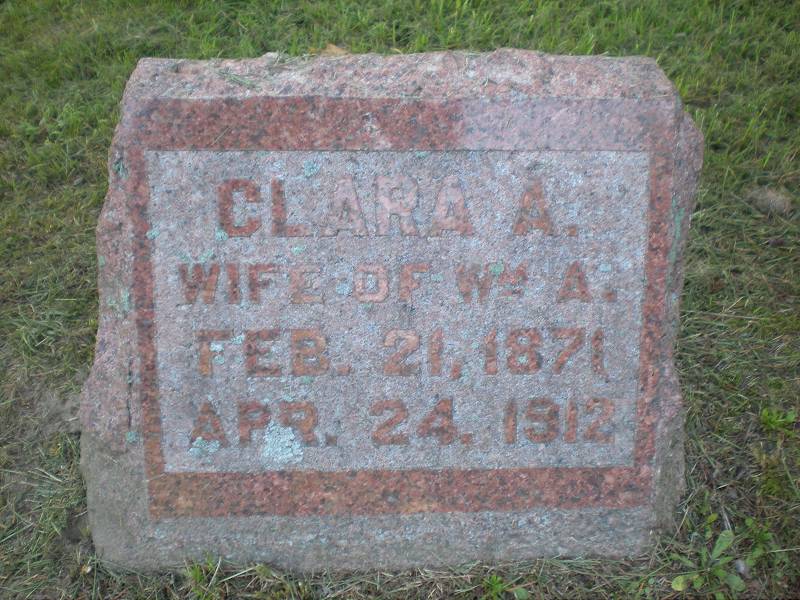 CLARA A.
WIFE OF WM A.
FEB. 21, 1871
APR. 24. 1912